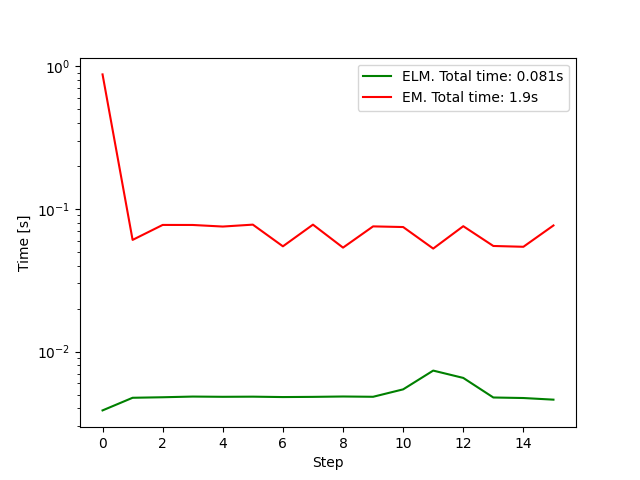 10⁰
10⁻¹
10⁻²
Time [s]
ELM. Total time: 0.081s
EM. Total time: 1.9s
0 2 4 6 8 10 12 14
Step